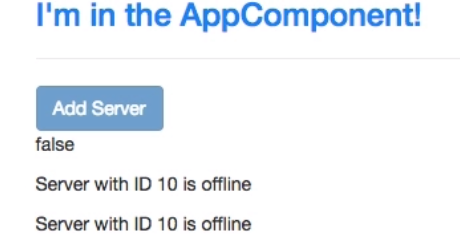 I'm in the AppComponent!
Add Server
false
Server with ID 10 is offline
Server with ID 10 is offline